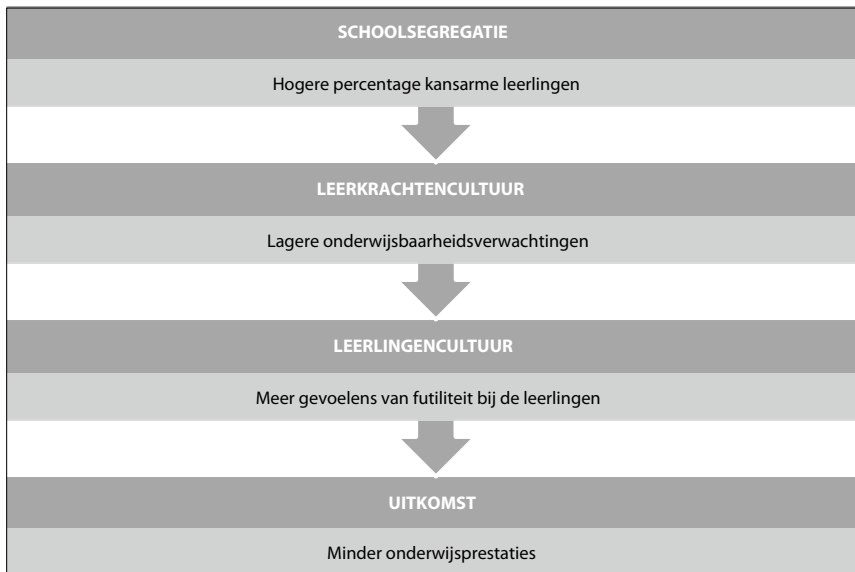 SCHOOLSEGREGATIE
Hogere percentage kansarme leerlingen
LEERKRACHTENCULTUUR
Lagere onderwijsbaarheidsverwachtingen
LEERLINGENCULTUUR
Meer gevoelens van futiliteit bij de leerlingen
UITKOMST
Minder onderwijsprestaties